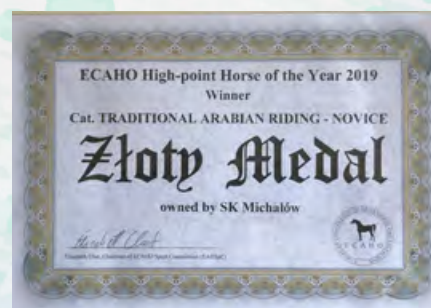 ECAHO High-point Horse of the Year 2019
Winner
Cat. TRADITIONAL ARABIAN RIDING - NOVICE
Złoty Medal
owned by SK Michałów
ECAHO